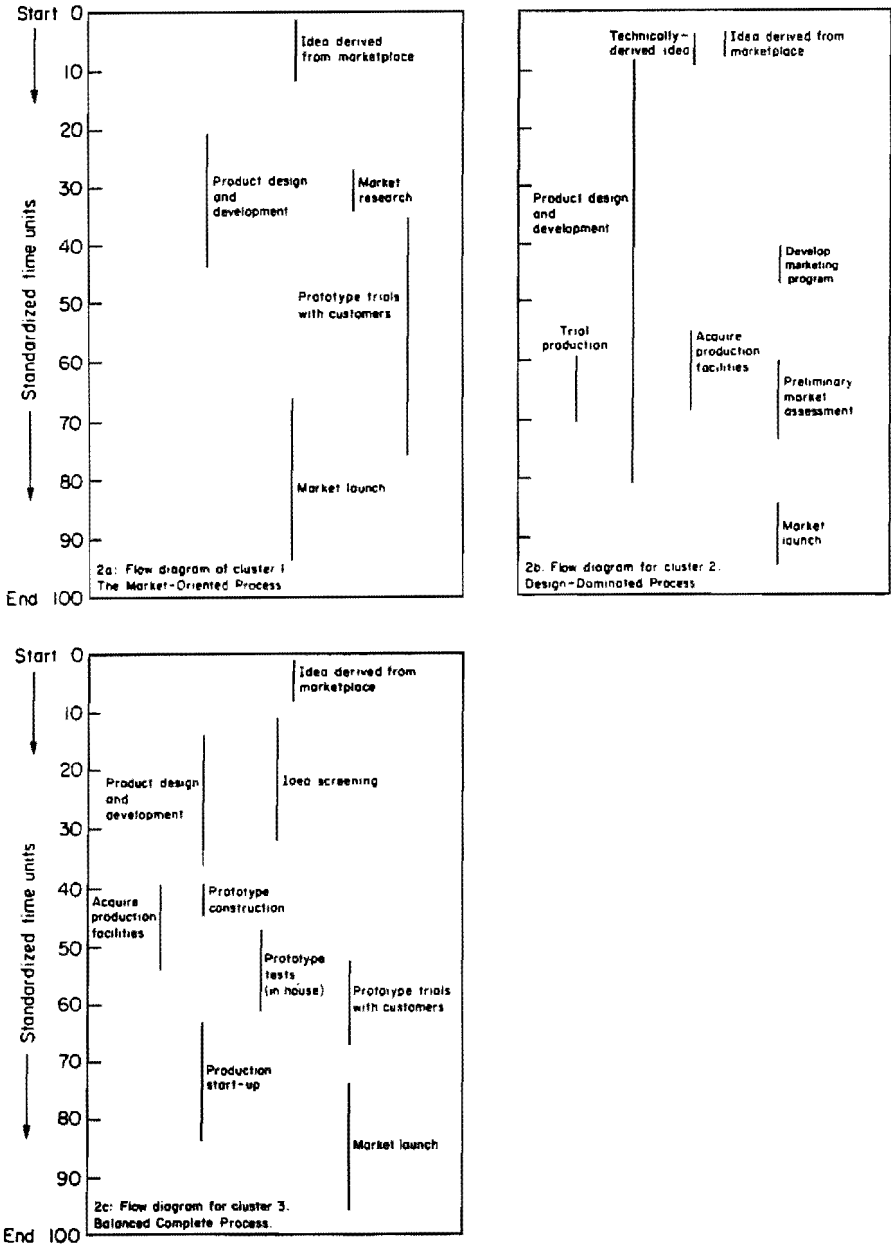 Start 0
10
20
30
40
50
60
70
80
90
End 100
Standardized time units
Idea derived
from marketplace
Product design
and
development
Market
research
Prototype trials
with customers
Market launch
2a: Flow diagram of cluster 1
The Market-Oriented Process
Technically-
derived idea
Idea derived from
marketplace
Product design
and
development
Develop
marketing
program
Trial
production
Acquire
production
facilities
Preliminary
market
assessment
Market
launch
2b. Flow diagram for cluster 2.
Design-Dominated Process
Start 0
10
20
30
40
50
60
70
80
90
End 100
Standardized time units
Idea derived from
marketplace
Product design
and
development
Idea screening
Acquire
production
facilities
Prototype
construction
Prototype
tests
(in house)
Prototype trials
with customers
Production
start-up
Market launch
2c: Flow diagram for cluster 3.
Balanced Complete Process.